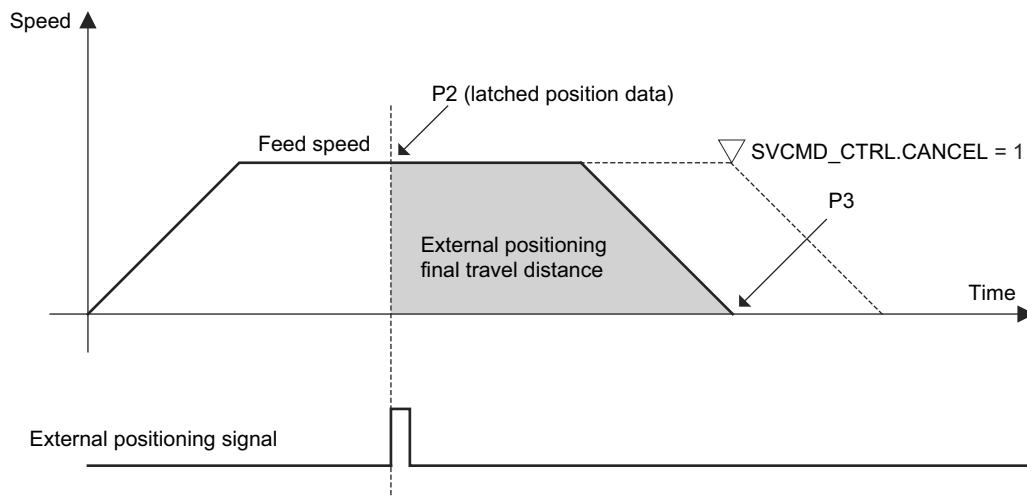 Speed
P2 (latched position data)
Feed speed
SVCMD_CTRL.CANCEL = 1
P3
External positioning
final travel distance
Time
External positioning signal